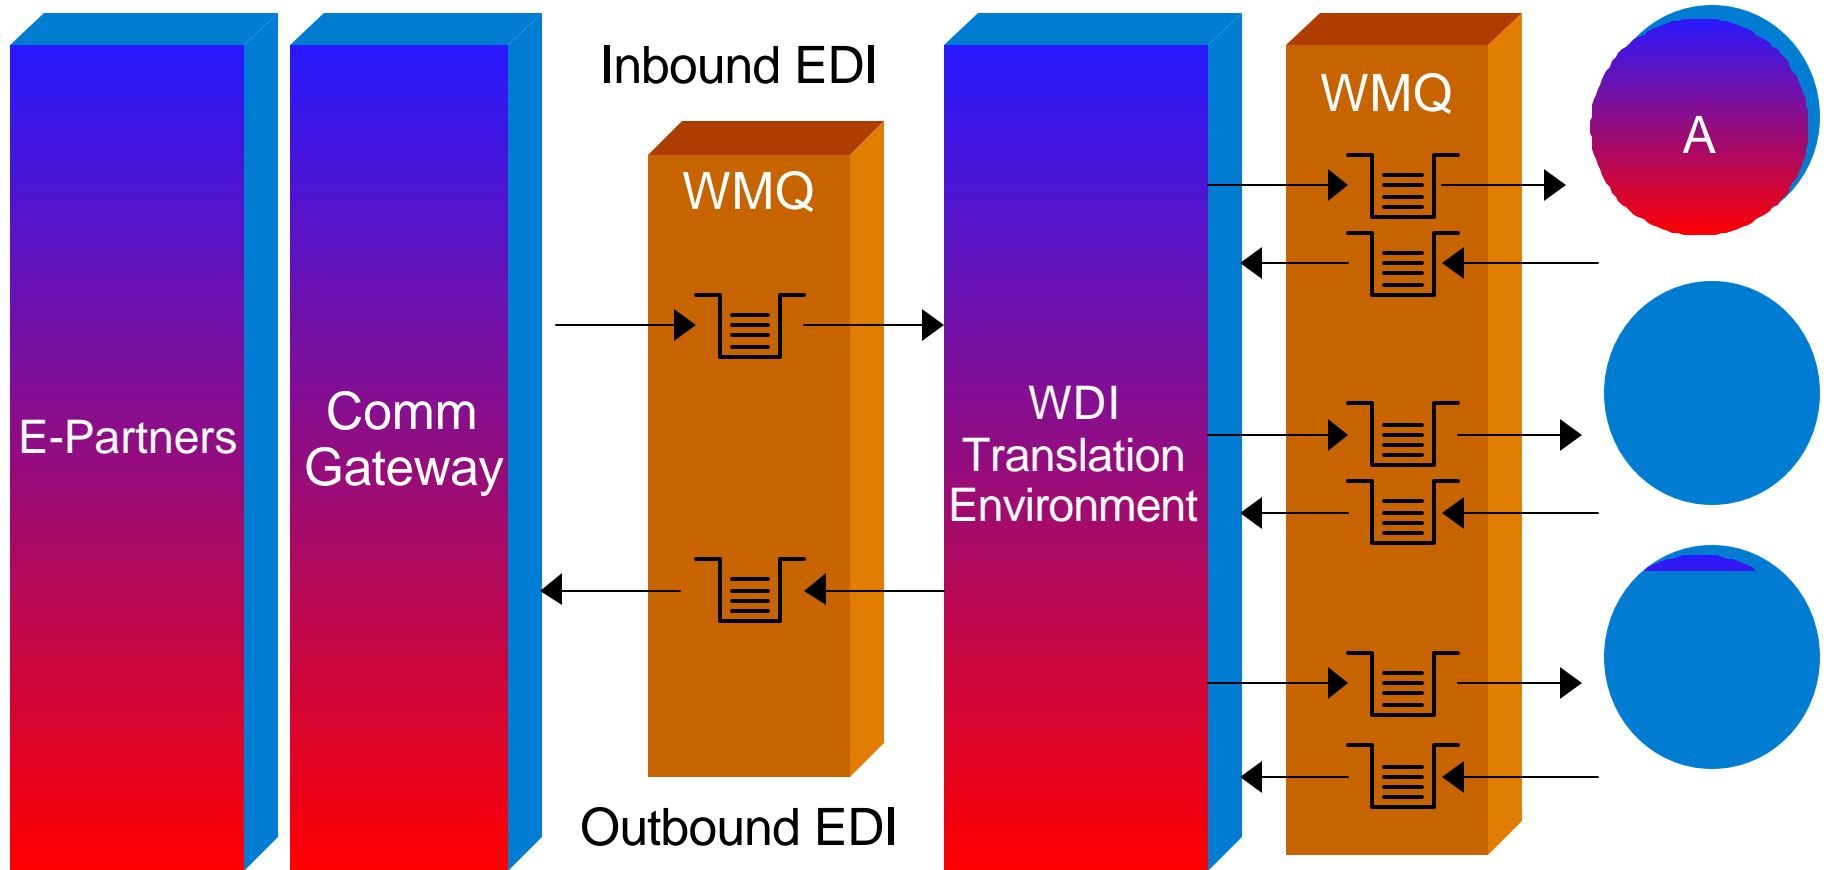 E-Partners
Comm
Gateway
Inbound EDI
WMQ
Outbound EDI
WDI
Translation
Environment
WMQ
A